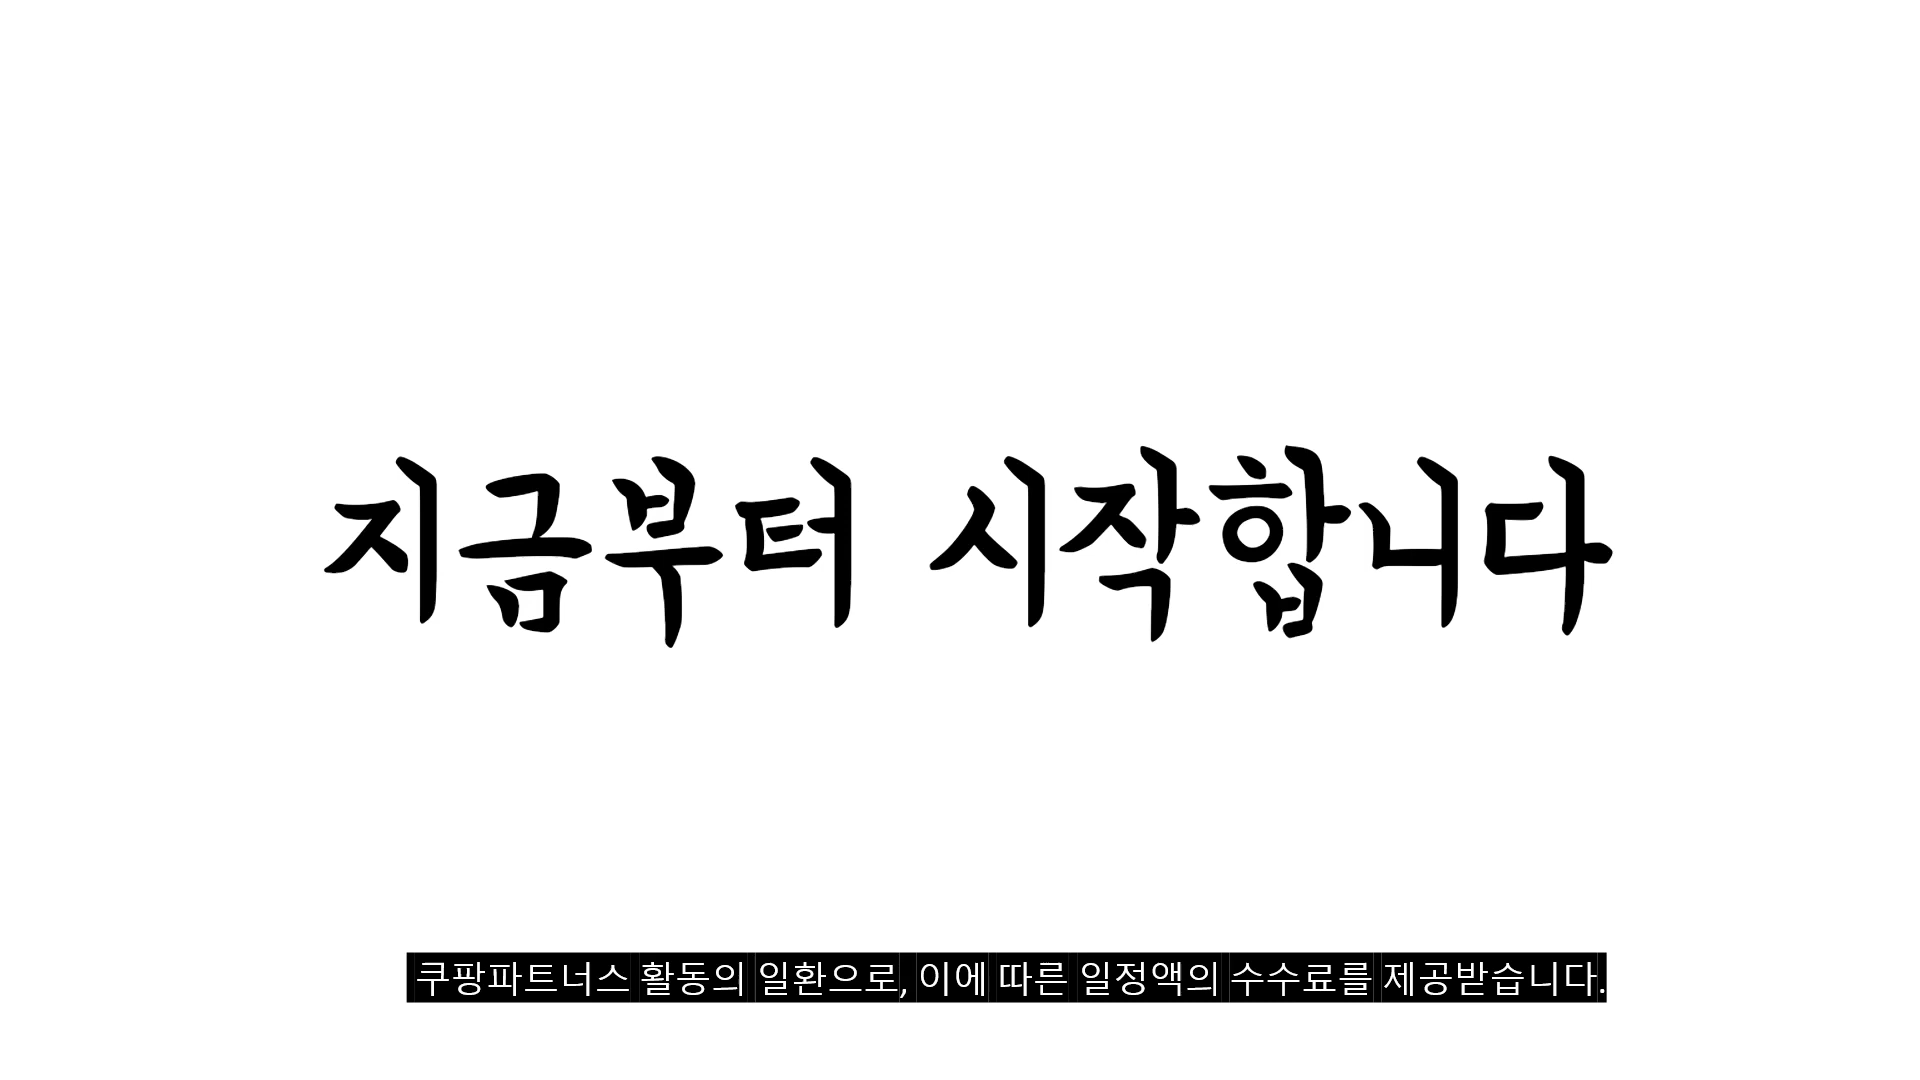 지금부터 시작합니다
쿠팡파트너스 활동의 일환으로, 이에 따른 일정액의 수수료를 제공받습니다.